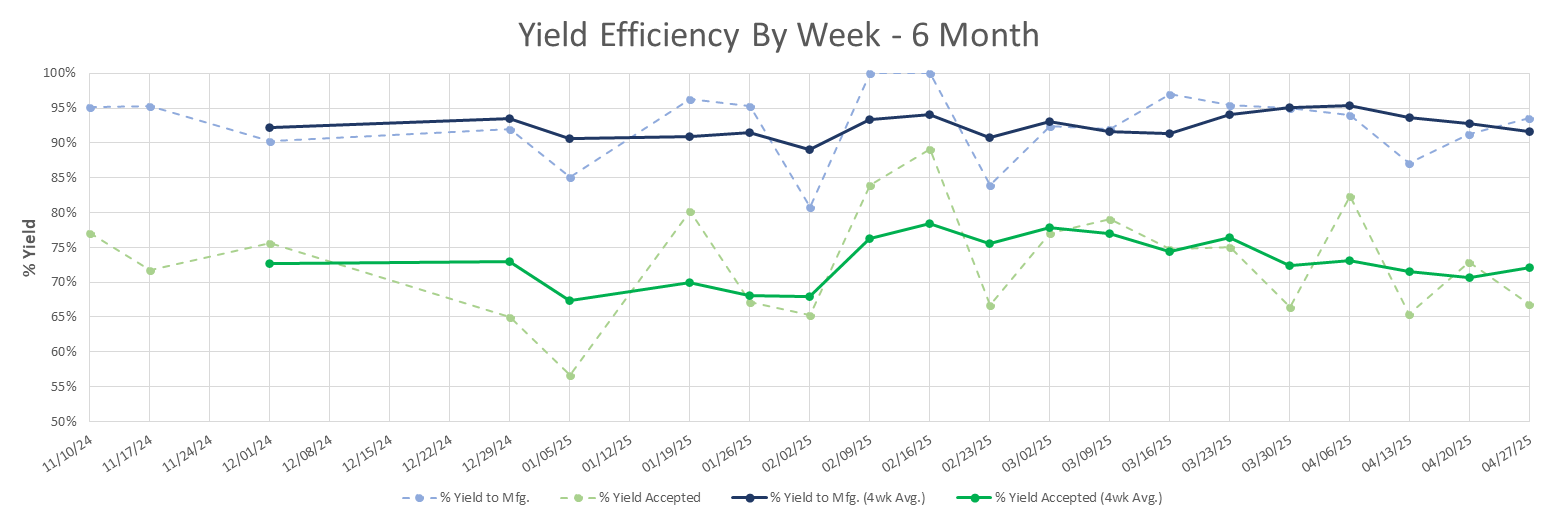 Yield Efficiency By Week - 6 Month
% Yield
100%
95%
90%
85%
80%
75%
70%
65%
60%
55%
50%
11/10/24 11/17/24 11/24/24 12/01/24 12/08/24 12/15/24 12/22/24 12/29/24 01/05/25 01/12/25 01/19/25 01/26/25 02/02/25 02/09/25 02/16/25 02/23/25 03/02/25 03/09/25 03/16/25 03/23/25 03/30/25 04/06/25 04/13/25 04/20/25 04/27/25
% Yield to Mfg. % Yield Accepted % Yield to Mfg. (4wk Avg.) % Yield Accepted (4wk Avg.)